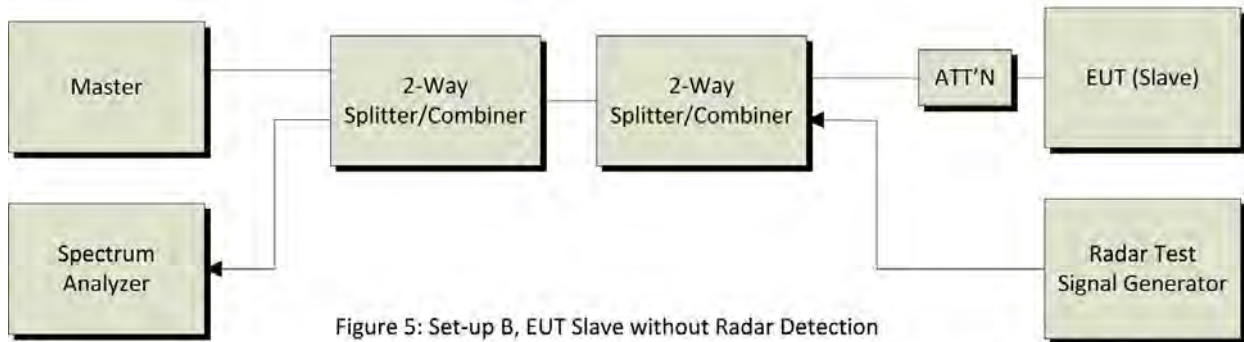 Master
2-Way
Splitter/Combiner
2-Way
Splitter/Combiner
ATT'N
EUT (Slave)
Spectrum
Analyzer
Radar Test
Signal Generator
Figure 5: Set-up B, EUT Slave without Radar Detection